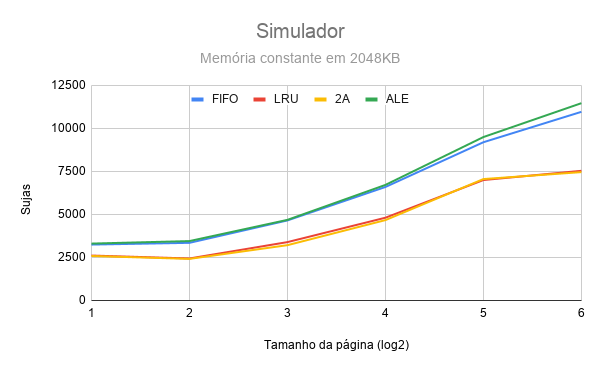 Simulador
Memória constante em 2048KB
FIFO LRU 2A ALE
12500
10000
7500
5000
2500
0
Sujas
1 2 3 4 5 6
Tamanho da página (log2)